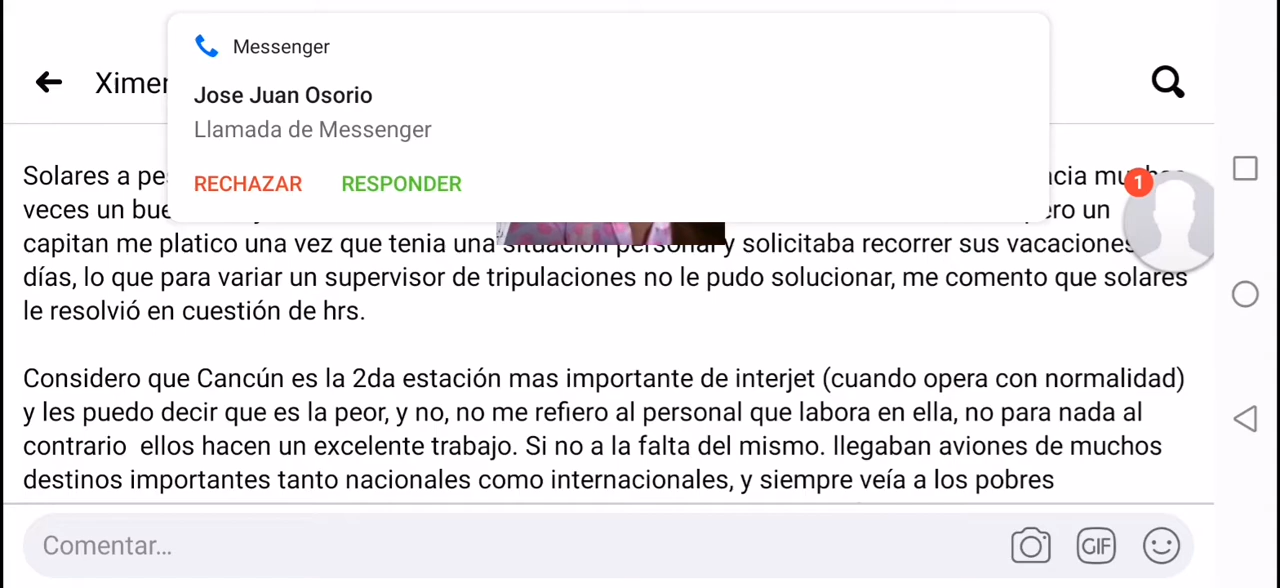 Messenger
Jose Juan Osorio
Llamada de Messenger
RECHAZAR RESPONDER
Solares a
1
veces un
ero un
capitan me platico una vez que tenia una situación personal y solicitaba recorrer sus vacaciones
días, lo que para variar un supervisor de tripulaciones no le pudo solucionar, me comento que solares
le resolvió en cuestión de hrs.
Considero que Cancún es la 2da estación mas importante de interjet (cuando opera con normalidad)
y les puedo decir que es la peor, y no, no me refiero al personal que labora en ella, no para nada al
contrario ellos hacen un excelente trabajo. Si no a la falta del mismo. llegaban aviones de muchos
destinos importantes tanto nacionales como internacionales, y siempre veía a los pobres
Comentar...
GIF